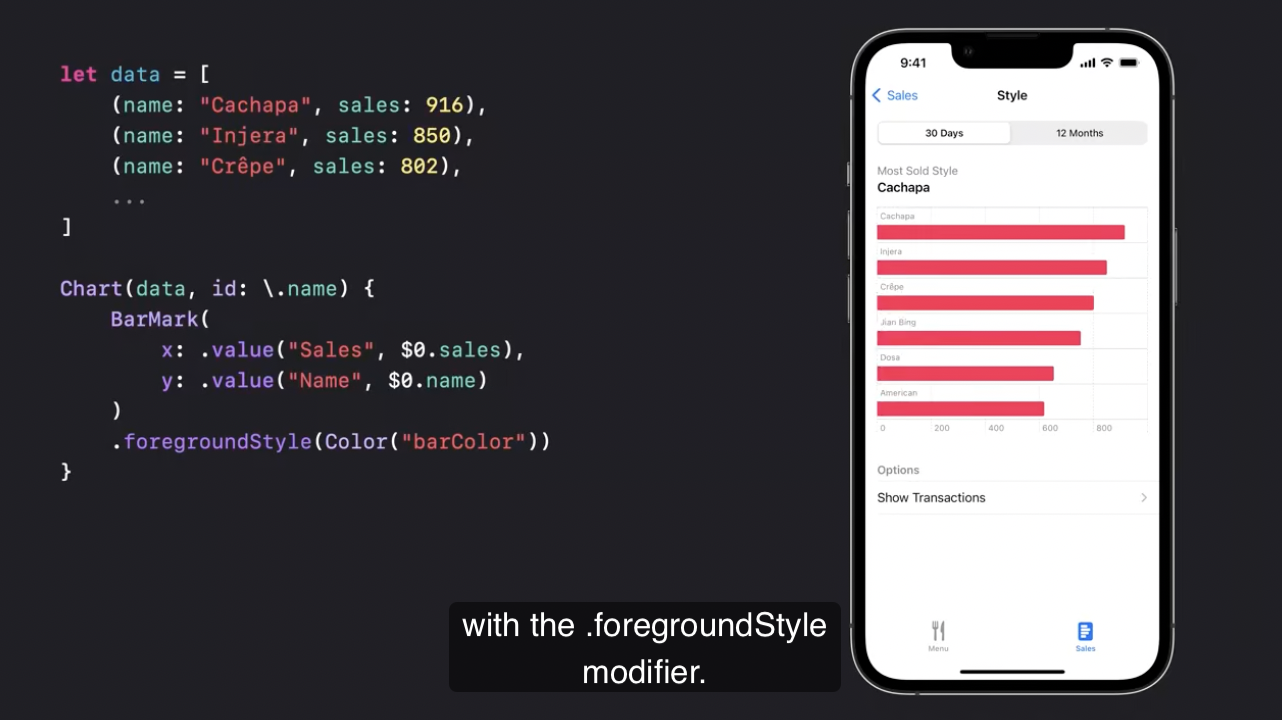 let data = [
(name: "Cachapa", sales: 916),
(name: "Injera", sales: 850),
(name: "Crêpe", sales: 802),
...
]
Chart(data, id: \.name) {
BarMark(
x: .value("Sales", $0.sales),
y: .value("Name", $0.name)
)
.foregroundStyle(Color("barColor"))
}
9:41
Sales
Style
30 Days
12 Months
Most Sold Style
Cachapa
Cachapa
Injera
Crêpe
Jian Bing
Dosa
American
0 200 400 600 800
Options
Show Transactions
Menu
Sales
with the .foregroundStyle
modifier.